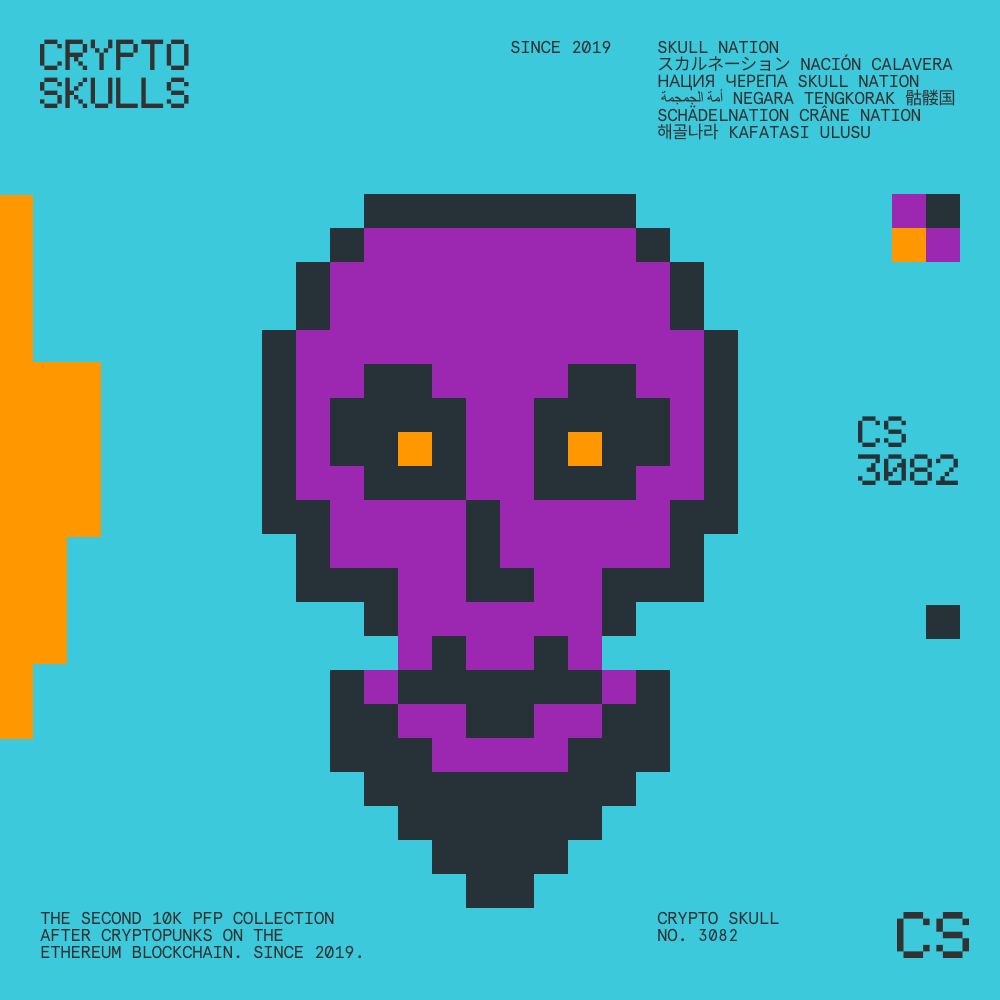 CRYPTO
SKULLS
SINCE 2019
SKULL NATION
スカルネーション NACIÓN CALAVERA
НАЦИЯ ЧЕРЕПА SKULL NATION
أمة الجمجمة NEGARA TENGKORAK 骷髅国
SCHÄDELNATION CRÂNE NATION
해골나라 KAFATASI ULUSU
CS
3082
THE SECOND 10K PFP COLLECTION
AFTER CRYPTOPUNKS ON THE
ETHEREUM BLOCKCHAIN. SINCE 2019.
CRYPTO SKULL
NO. 3082
CS